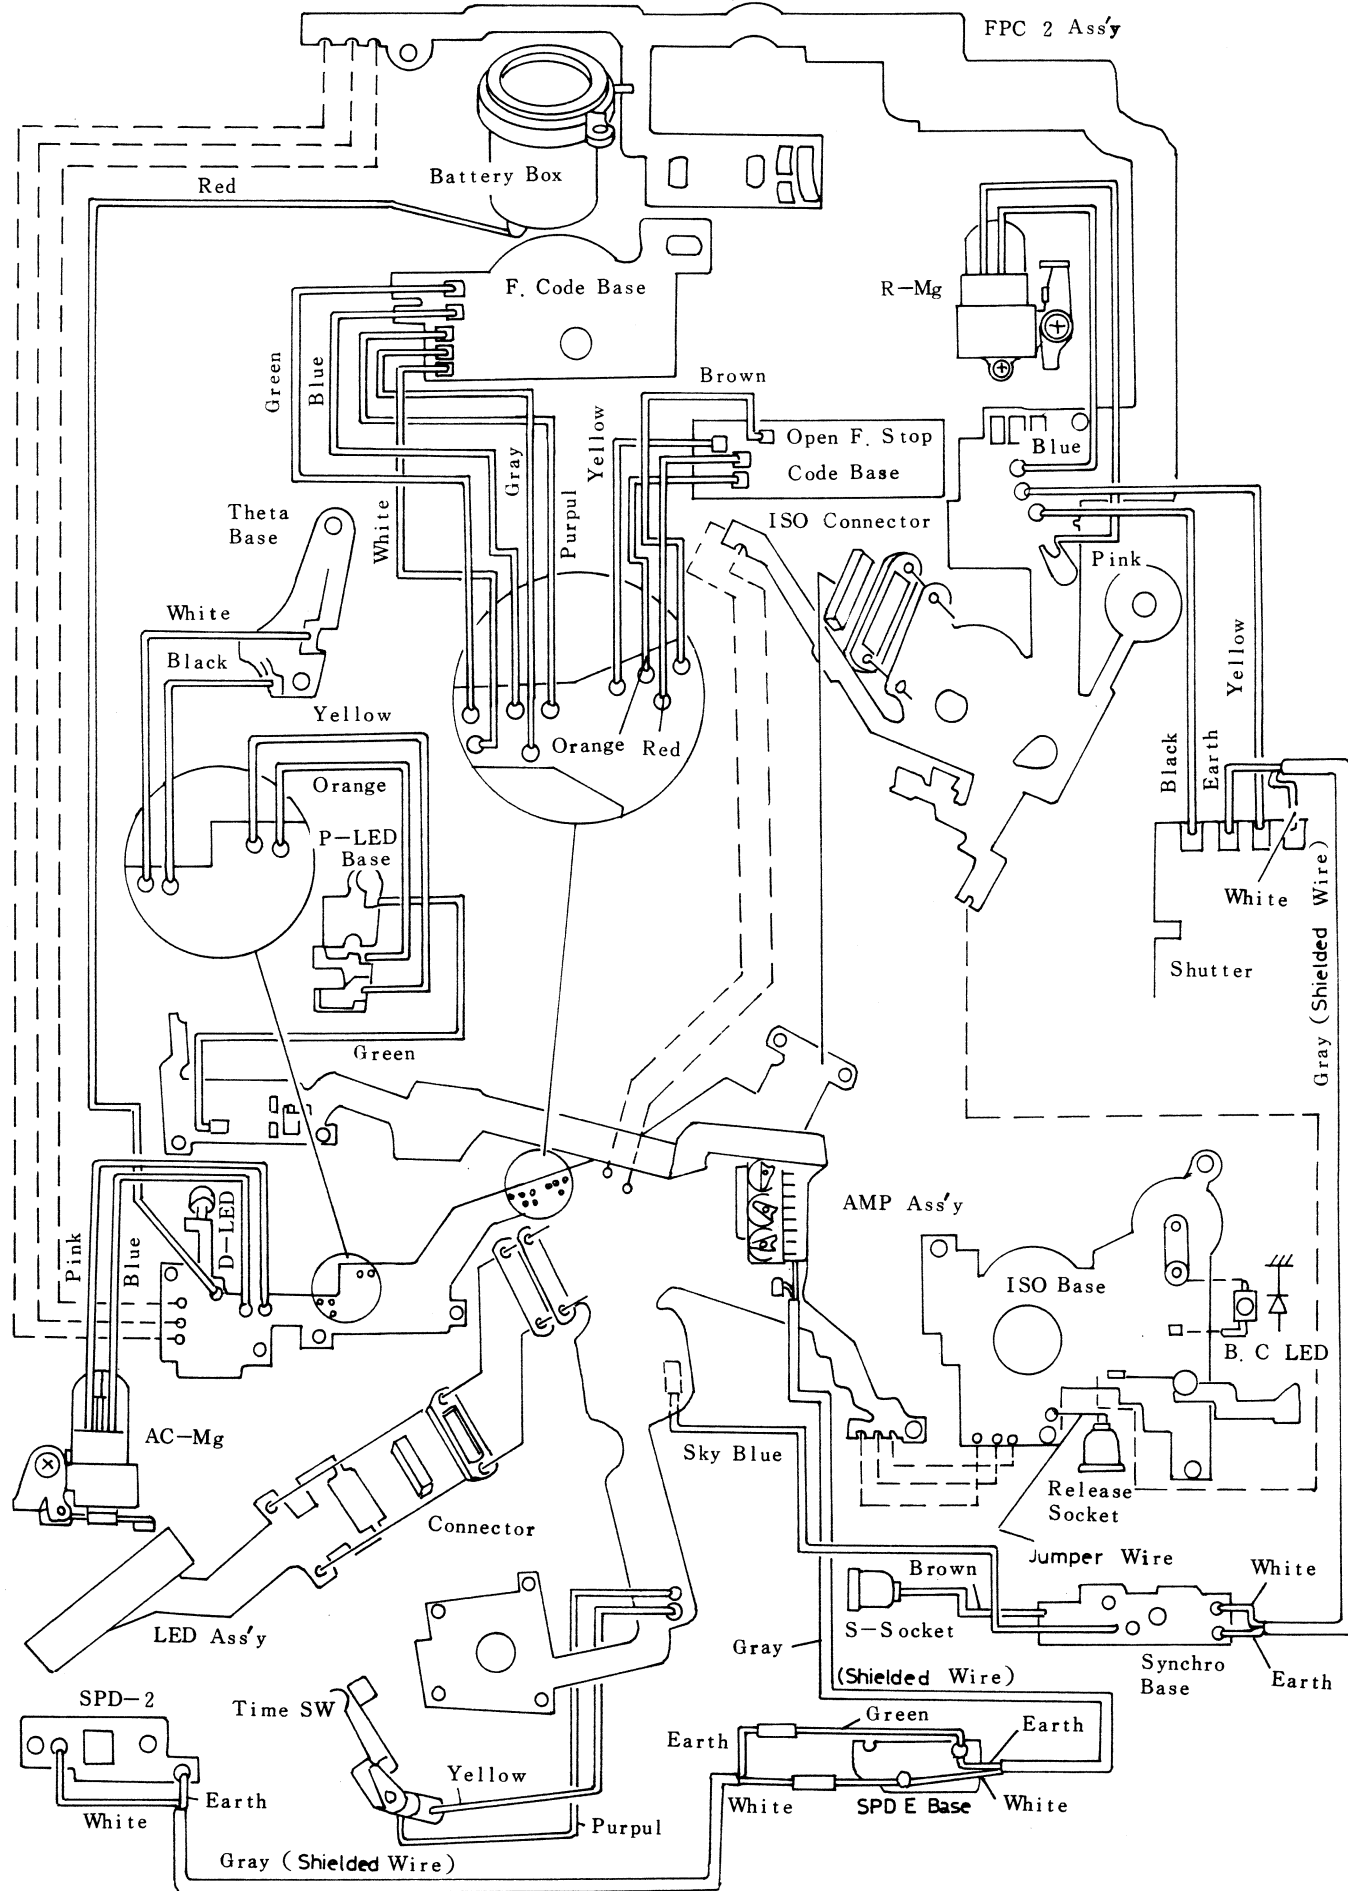 FPC 2 Ass'y
Battery Box
Red
F. Code Base
R-Mg
Green
Blue
Brown
Yellow
Open F. Stop
Code Base
Blue
Gray
White
Purpul
ISO Connector
Theta
Base
Pink
White
Black
Yellow
Yellow
Orange
Red
Black
Earth
Orange
P-LED
Base
White
Gray (Shielded Wire)
Shutter
Green
AMP Ass'y
D-LED
Pink
Blue
ISO Base
B. C LED
AC-Mg
Sky Blue
Release
Socket
Connector
Jumper Wire
Brown
White
LED Ass'y
S-Socket
Gray
(Shielded Wire)
Synchro
Base
Earth
SPD-2
Time SW
Green
Earth
Earth
Yellow
White
SPD E Base
White
Earth
White
Purpul
Gray (Shielded Wire)